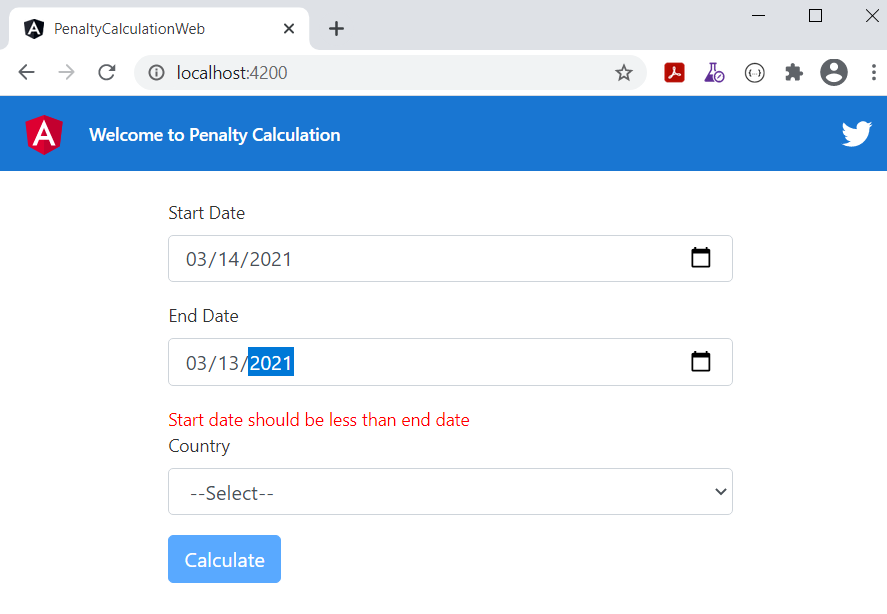 PenaltyCalculationWeb
localhost:4200
A
Welcome to Penalty Calculation
Start Date
03/14/2021
End Date
03/13/2021
Start date should be less than end date
Country
--Select--
Calculate